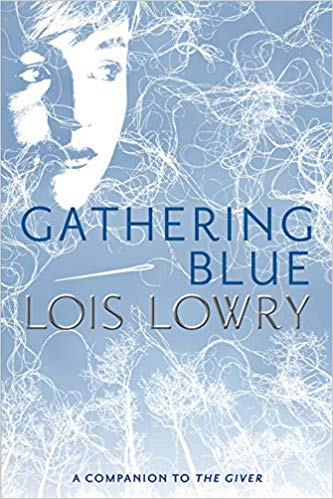 GATHERING
BLUE
LOIS LOWRY
A COMPANION TO THE GIVER